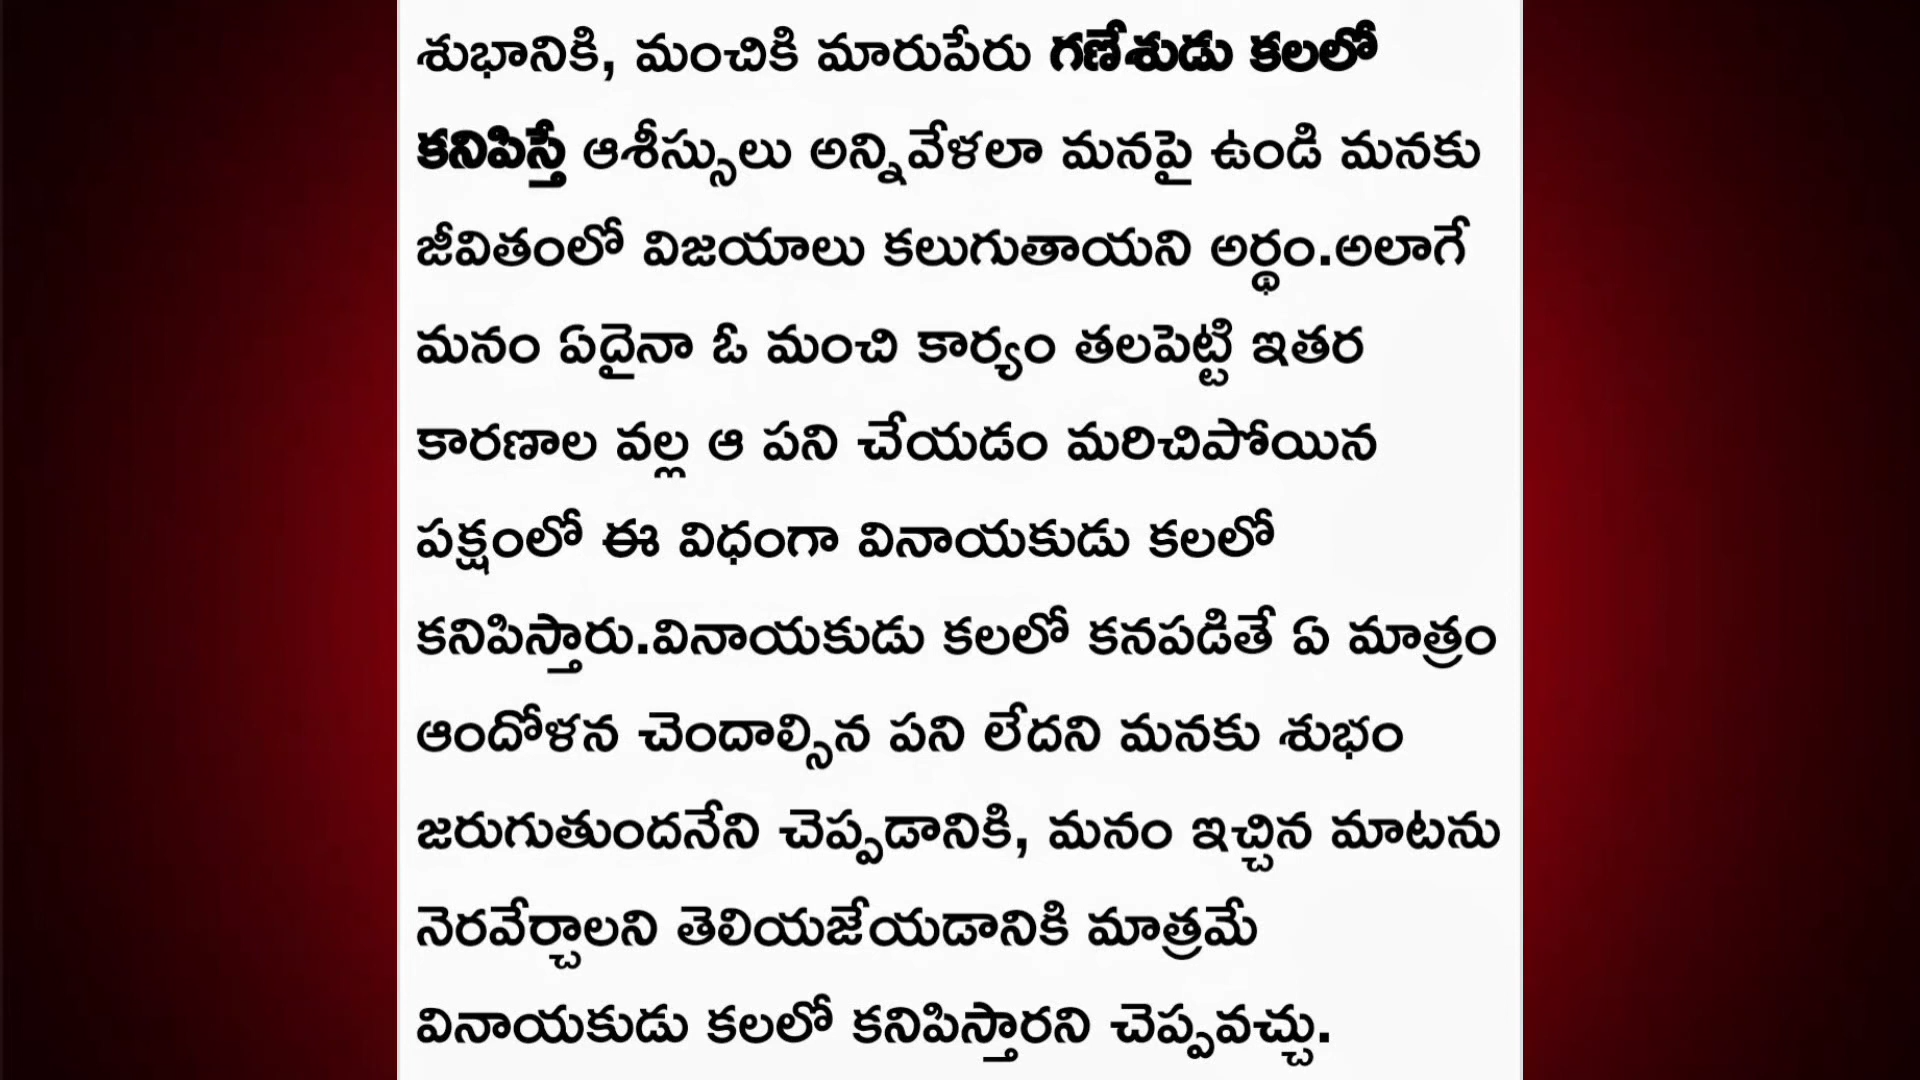 శుభానికి, మంచికి మారుపేరు గణేశుడు కలలో
కనిపిస్తే ఆశీస్సులు అన్నివేళలా మనపై ఉండి మనకు
జీవితంలో విజయాలు కలుగుతాయని అర్థం.అలాగే
మనం ఏదైనా ఓ మంచి కార్యం తలపెట్టి ఇతర
కారణాల వల్ల ఆ పని చేయడం మరిచిపోయిన
పక్షంలో ఈ విధంగా వినాయకుడు కలలో
కనిపిస్తారు.వినాయకుడు కలలో కనపడితే ఏ మాత్రం
ఆందోళన చెందాల్సిన పని లేదని మనకు శుభం
జరుగుతుందనేని చెప్పడానికి, మనం ఇచ్చిన మాటను
నెరవేర్చాలని తెలియజేయడానికి మాత్రమే
వినాయకుడు కలలో కనిపిస్తారని చెప్పవచ్చు.